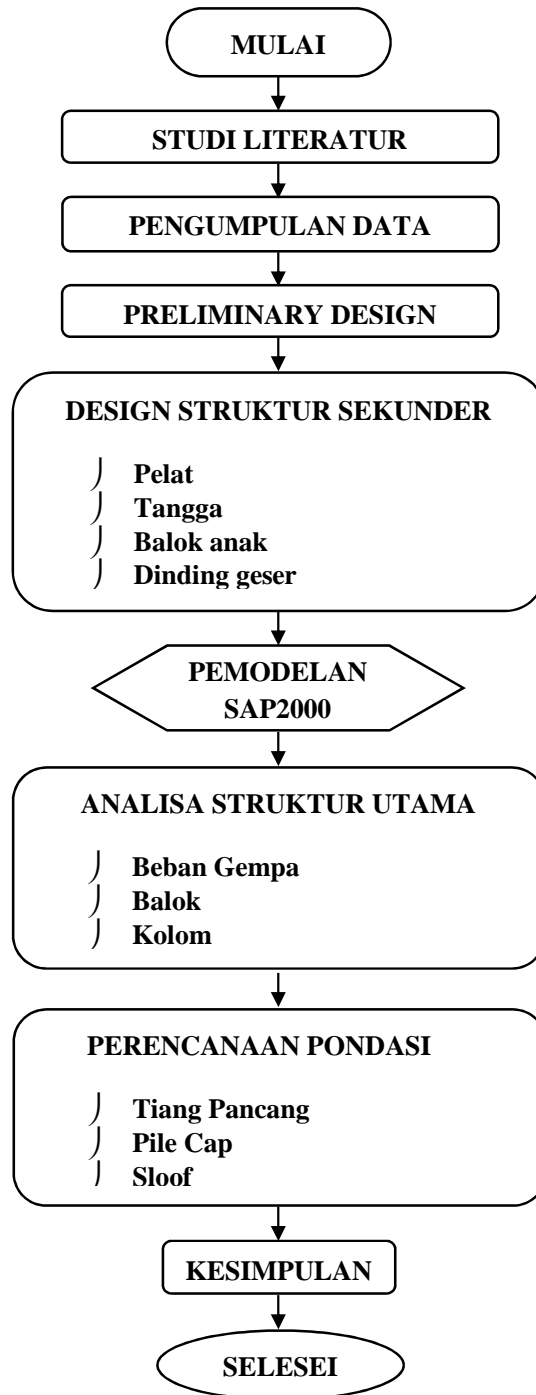 MULAI
STUDI LITERATUR
PENGUMPULAN DATA
PRELIMINARY DESIGN
DESIGN STRUKTUR SEKUNDER
Pelat
Tangga
Balok anak
Dinding geser
PEMODELAN
SAP2000
ANALISA STRUKTUR UTAMA
Beban Gempa
Balok
Kolom
PERENCANAAN PONDASI
Tiang Pancang
Pile Cap
Sloof
KESIMPULAN
SELESEI